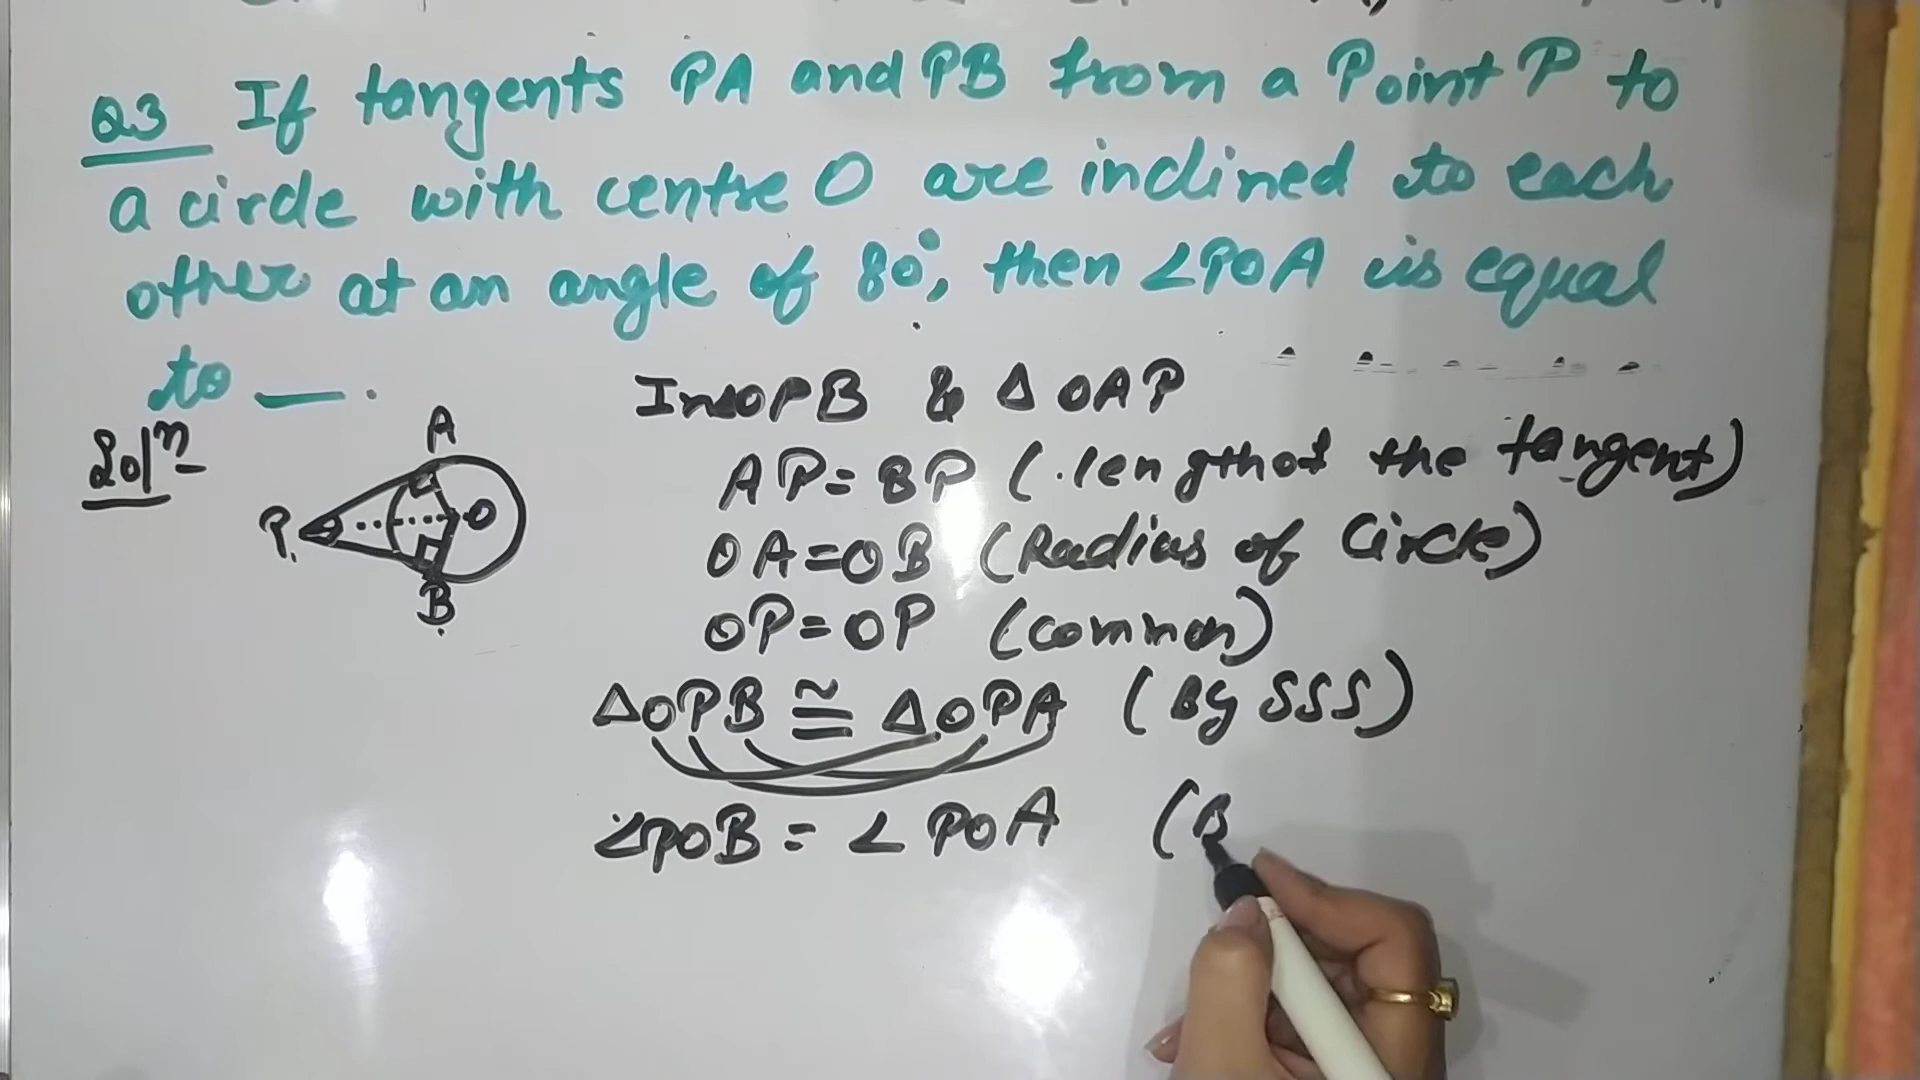 Q3 If tangents PA and PB from a Point P to
a circle with centre O are inclined to each
other at an angle of 80°, then ∠POA is equal
to __.
Solⁿ
A
P
O
B
In ΔOPB & ΔOAP
AP=BP (length of the tangent)
OA=OB (Radius of Circle)
OP=OP (common)
ΔOPB ≅ ΔOPA (By SSS)
∠POB = ∠POA (B